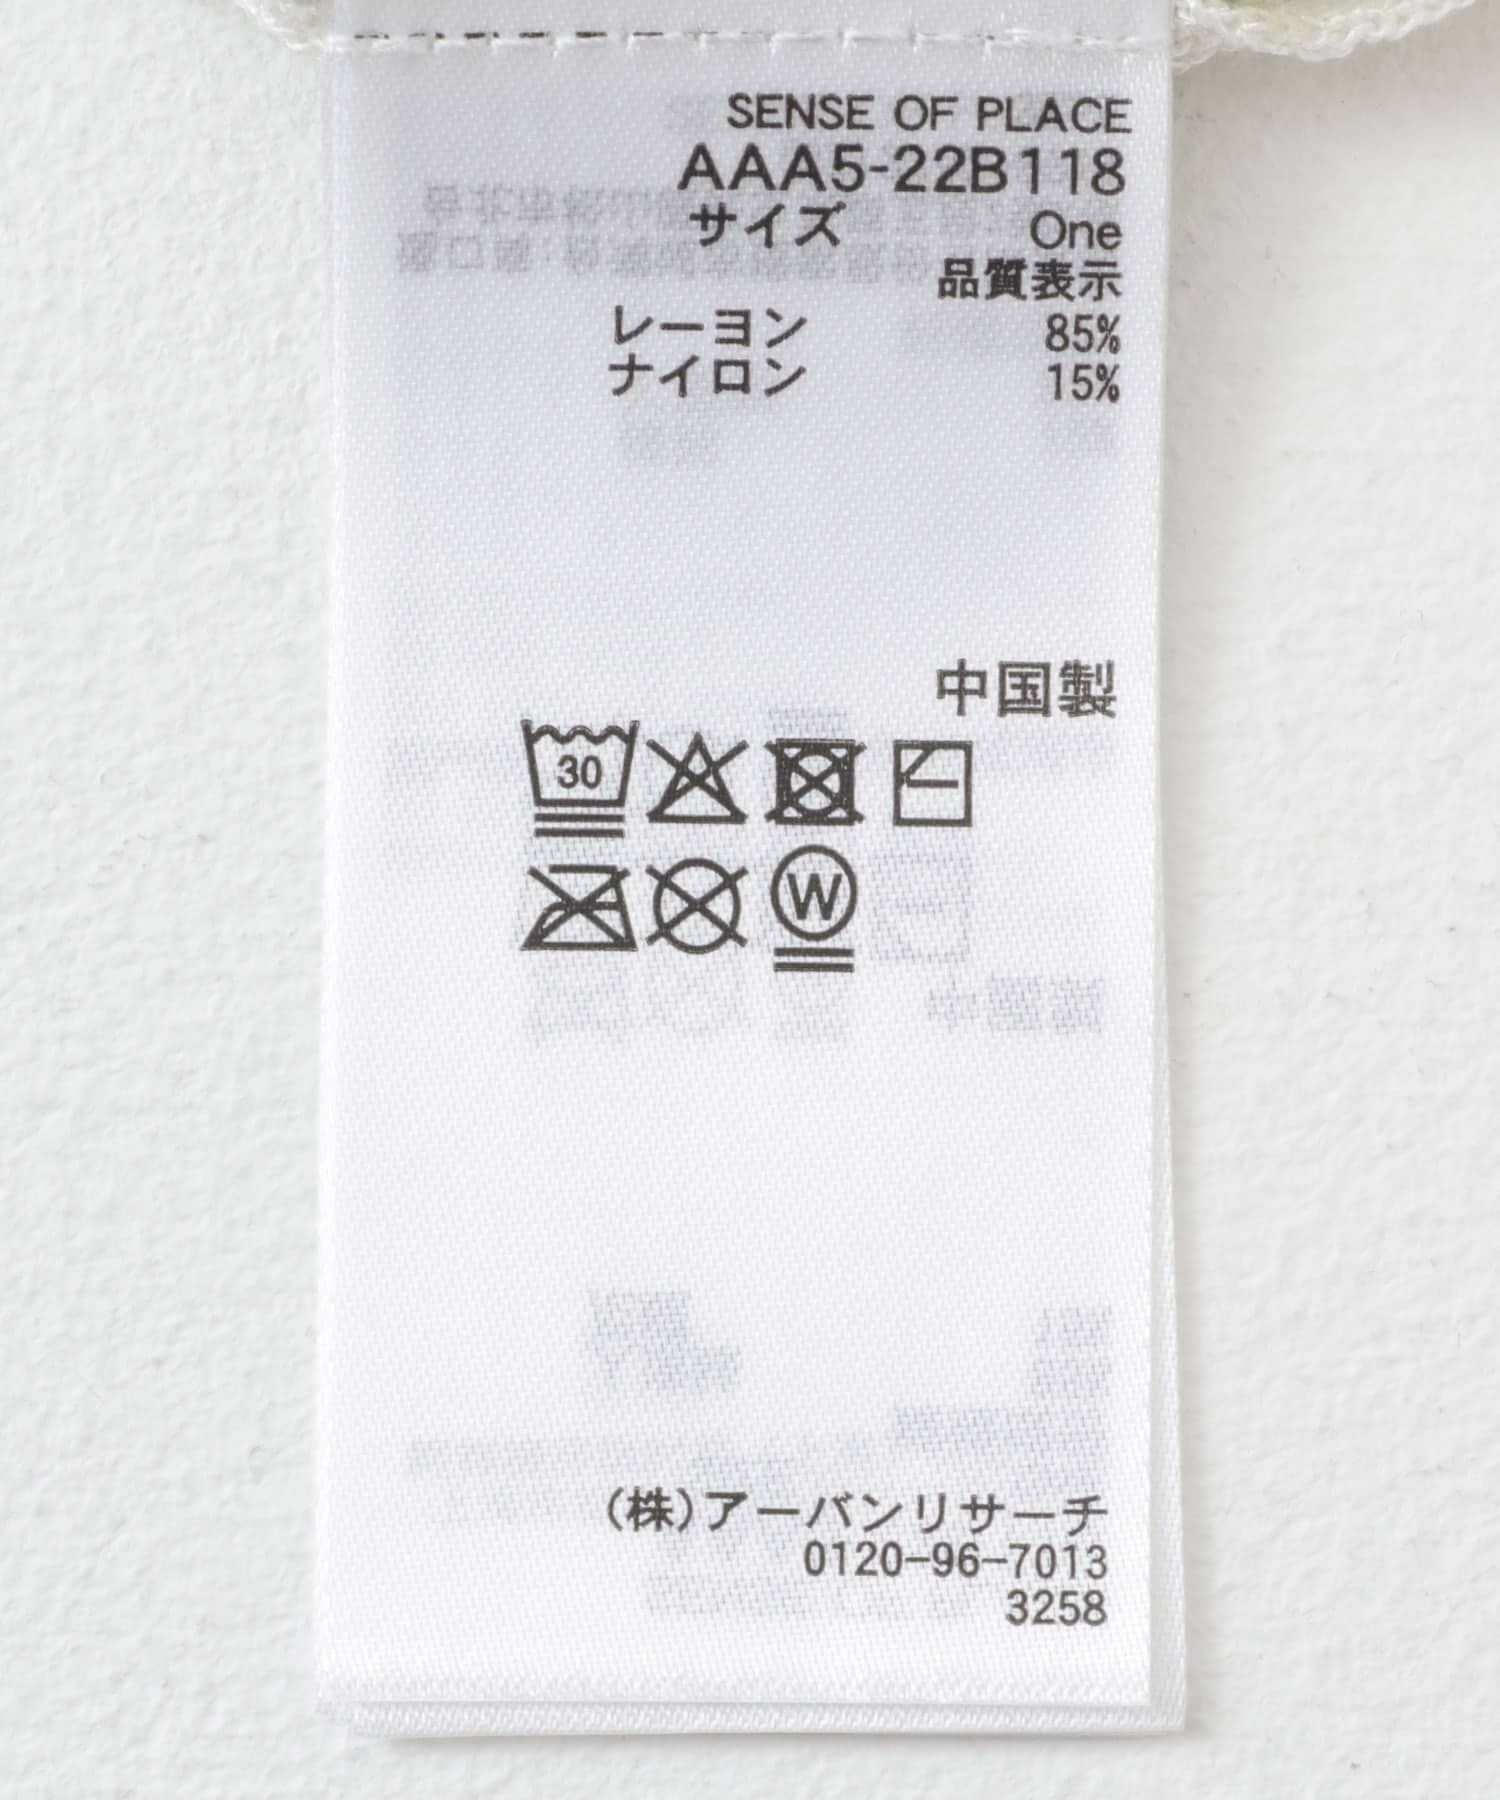 SENSE OF PLACE
AAA5-22B118
サイズ One
品質表示
レーヨン 85%
ナイロン 15%
中国製
30
W
(株)アーバンリサーチ
0120-96-7013
3258